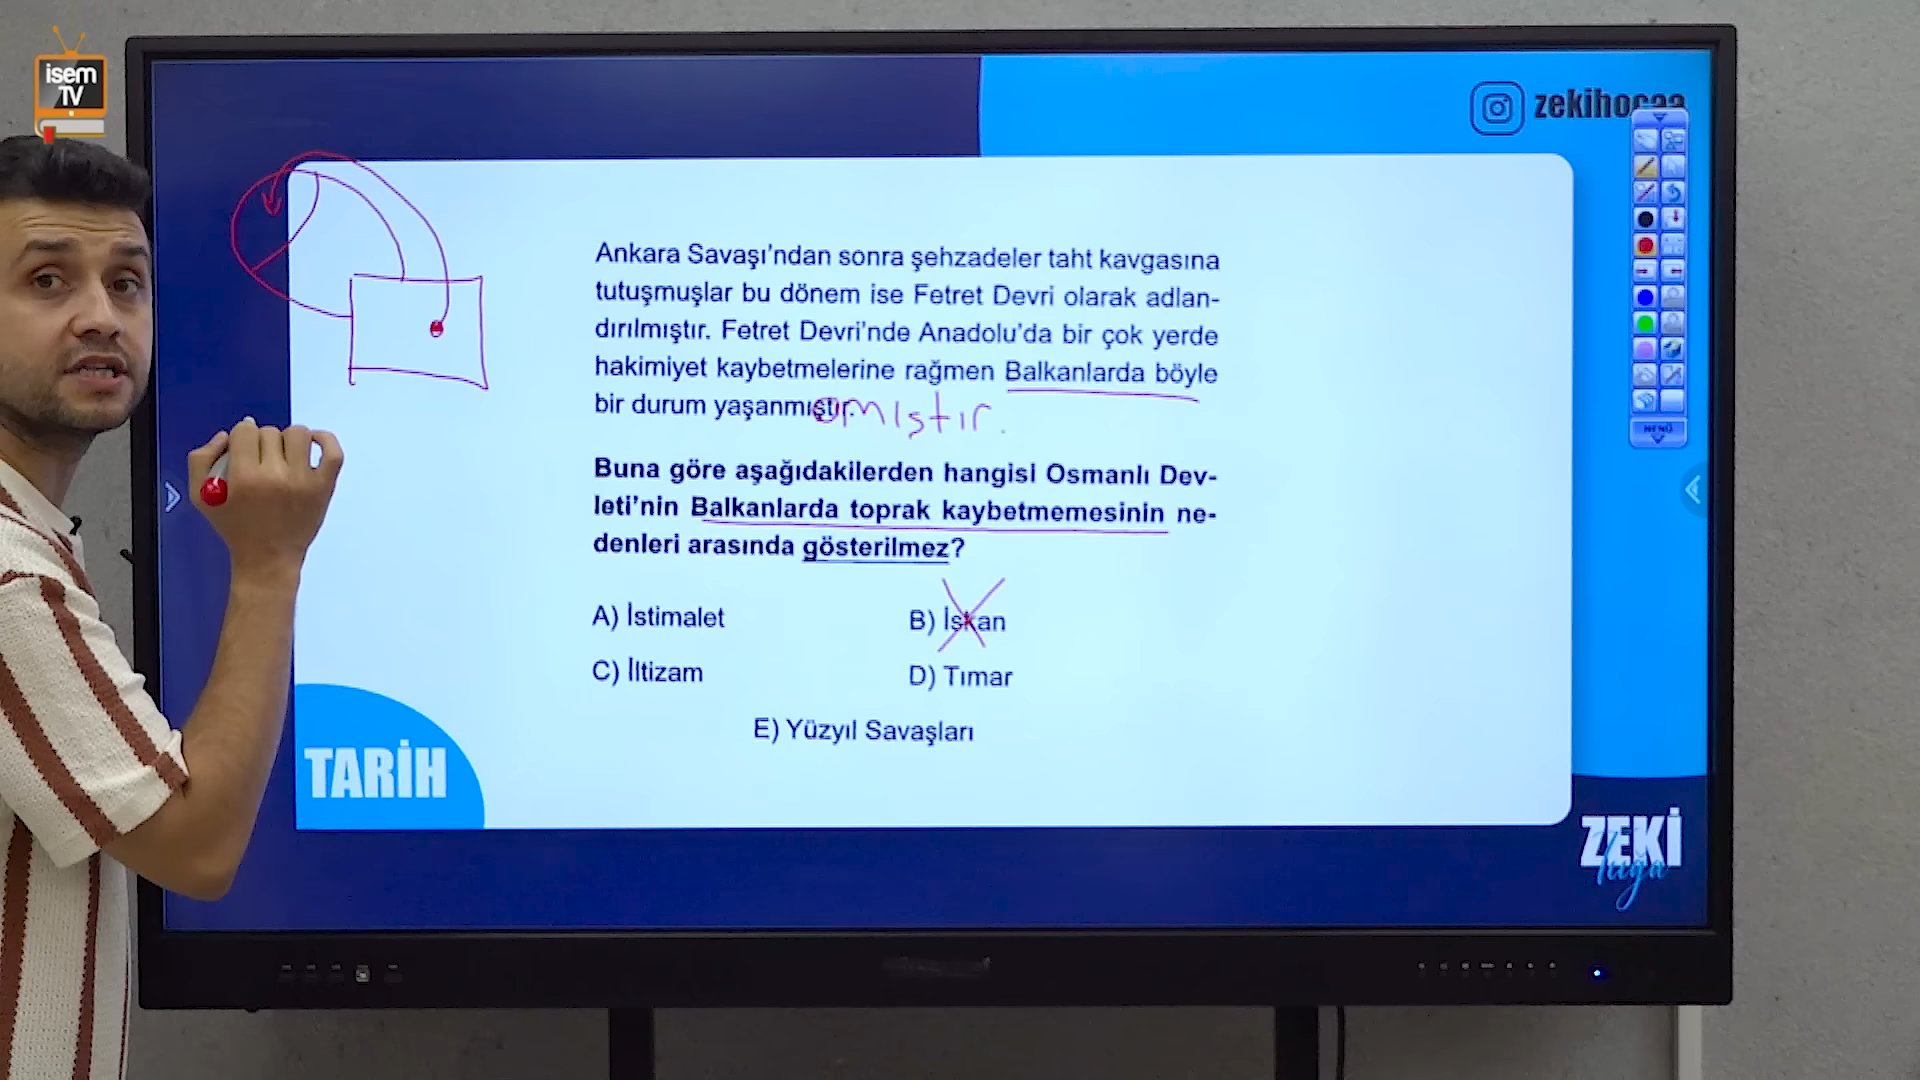 isem
TV
zekihocaa
Ankara Savaşı'ndan sonra şehzadeler taht kavgasına
tutuşmuşlar bu dönem ise Fetret Devri olarak adlan-
dırılmıştır. Fetret Devri'nde Anadolu'da bir çok yerde
hakimiyet kaybetmelerine rağmen Balkanlarda böyle
bir durum yaşanmıştır. mıştır.
Buna göre aşağıdakilerden hangisi Osmanlı Dev-
leti'nin Balkanlarda toprak kaybetmemesinin ne-
denleri arasında gösterilmez?
A) İstimalet
B) İskan
C) İltizam
D) Tımar
E) Yüzyıl Savaşları
TARİH
MENÜ
ZEKİ
tuğa